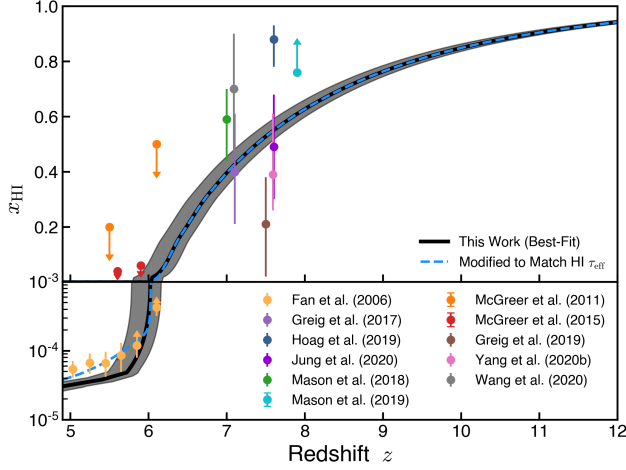 1.0
0.8
0.6
0.4
0.2
10⁻³
10⁻⁴
10⁻⁵
x_HI
This Work (Best-Fit)
Modified to Match HI τ_eff
Fan et al. (2006)
Greig et al. (2017)
Hoag et al. (2019)
Jung et al. (2020)
Mason et al. (2018)
Mason et al. (2019)
McGreer et al. (2011)
McGreer et al. (2015)
Greig et al. (2019)
Yang et al. (2020b)
Wang et al. (2020)
5 6 7 8 9 10 11 12
Redshift z